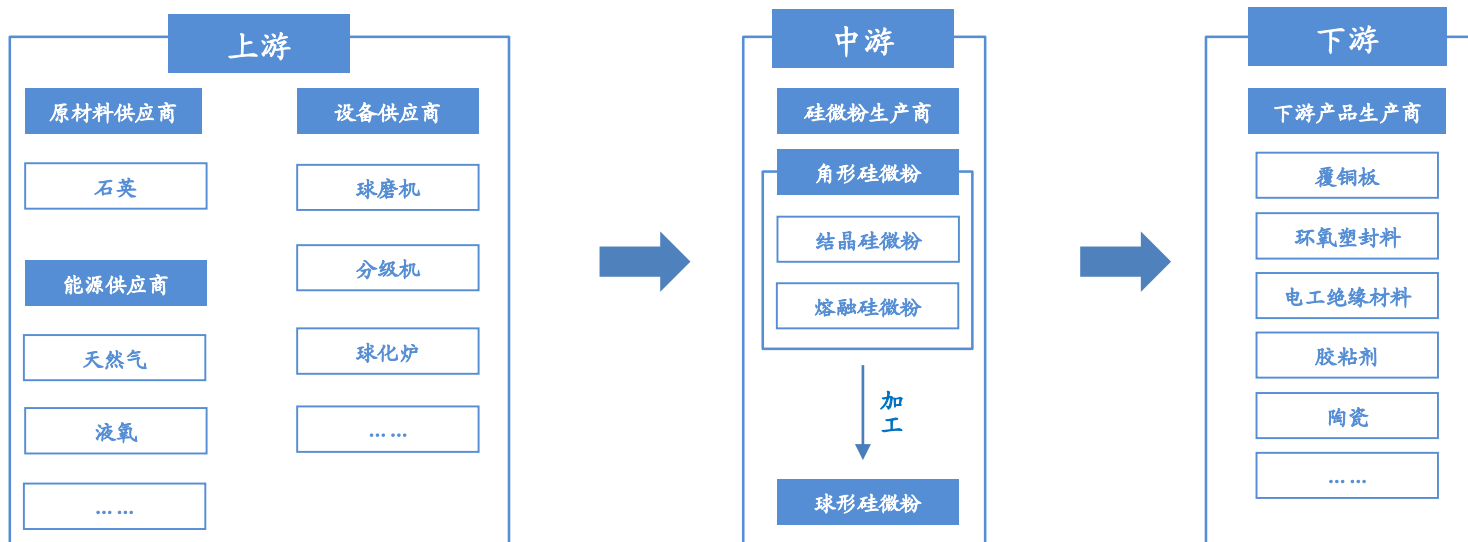 上游
原材料供应商
石英
能源供应商
天然气
液氧
... ...
设备供应商
球磨机
分级机
球化炉
... ...
中游
硅微粉生产商
角形硅微粉
结晶硅微粉
熔融硅微粉
加
工
球形硅微粉
下游
下游产品生产商
覆铜板
环氧塑封料
电工绝缘材料
胶粘剂
陶瓷
... ...